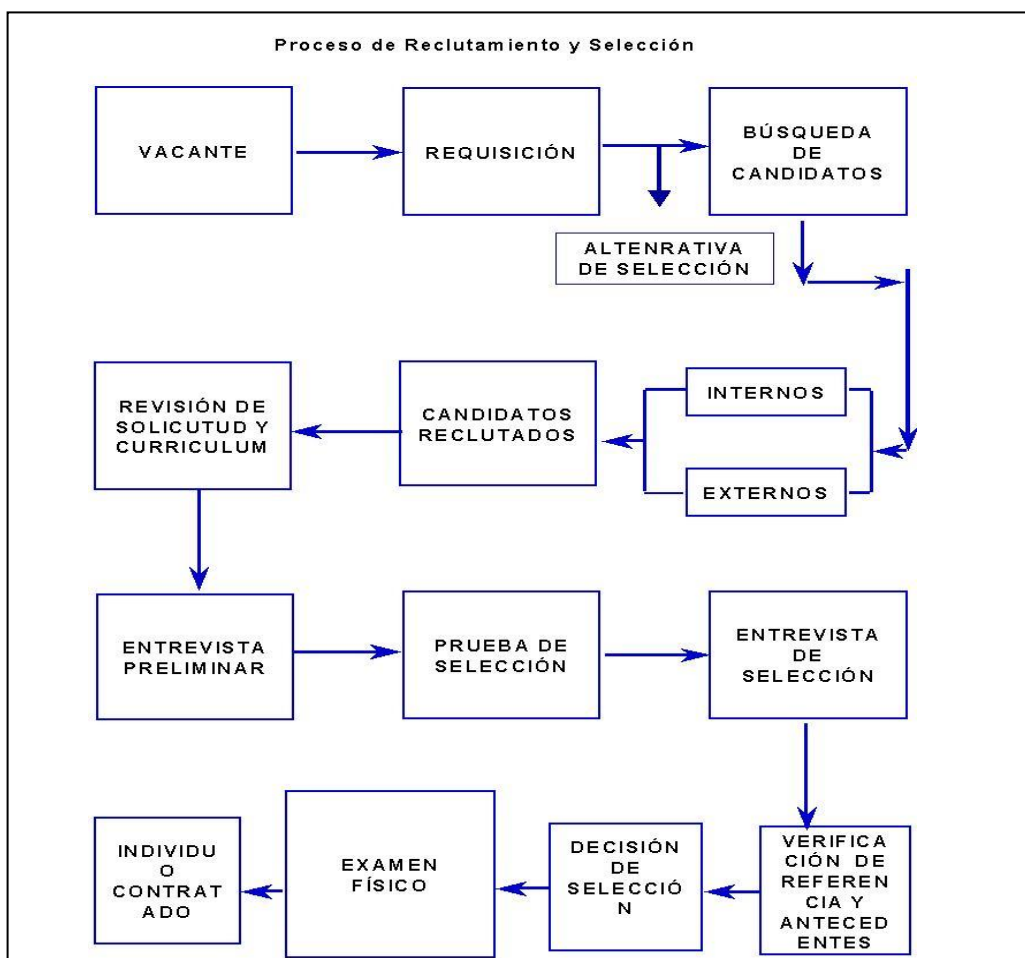 Proceso de Reclutamiento y Selección
VACANTE
REQUISICIÓN
BÚSQUEDA
DE
CANDIDATOS
ALTENRATIVA
DE SELECCIÓN
INTERNOS
EXTERNOS
CANDIDATOS
RECLUTADOS
REVISIÓN DE
SOLICUTUD Y
CURRICULUM
ENTREVISTA
PRELIMINAR
PRUEBA DE
SELECCIÓN
ENTREVISTA
DE
SELECCIÓN
VERIFICA
CIÓN DE
REFEREN
CIA Y
ANTECED
ENTES
DECISIÓN
DE
SELECCIÓ
N
EXAMEN
FÍSICO
INDIVIDU
O
CONTRAT
ADO